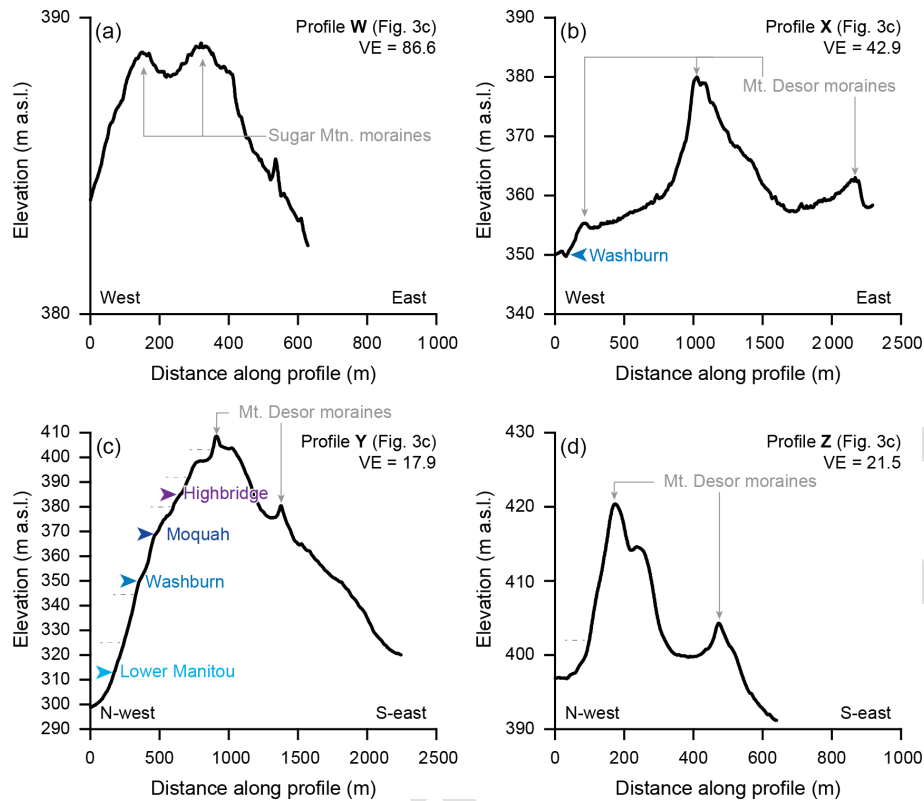 (a)
Profile W (Fig. 3c)
VE = 86.6
Sugar Mtn. moraines
West
East
390
380
Elevation (m a.s.l.)
0 200 400 600 800 1 000
Distance along profile (m)
(b)
Profile X (Fig. 3c)
VE = 42.9
Mt. Desor moraines
Washburn
West
East
390
380
370
360
350
340
Elevation (m a.s.l.)
0 500 1 000 1 500 2 000 2 500
Distance along profile (m)
(c)
Mt. Desor moraines
Profile Y (Fig. 3c)
VE = 17.9
Highbridge
Moquah
Washburn
Lower Manitou
N-west
S-east
410
400
390
380
370
360
350
340
330
320
310
300
290
Elevation (m a.s.l.)
0 500 1000 1500 2000 2500
Distance along profile (m)
(d)
Profile Z (Fig. 3c)
VE = 21.5
Mt. Desor moraines
N-west
S-east
430
420
410
400
390
Elevation (m a.s.l.)
0 200 400 600 800 1000
Distance along profile (m)